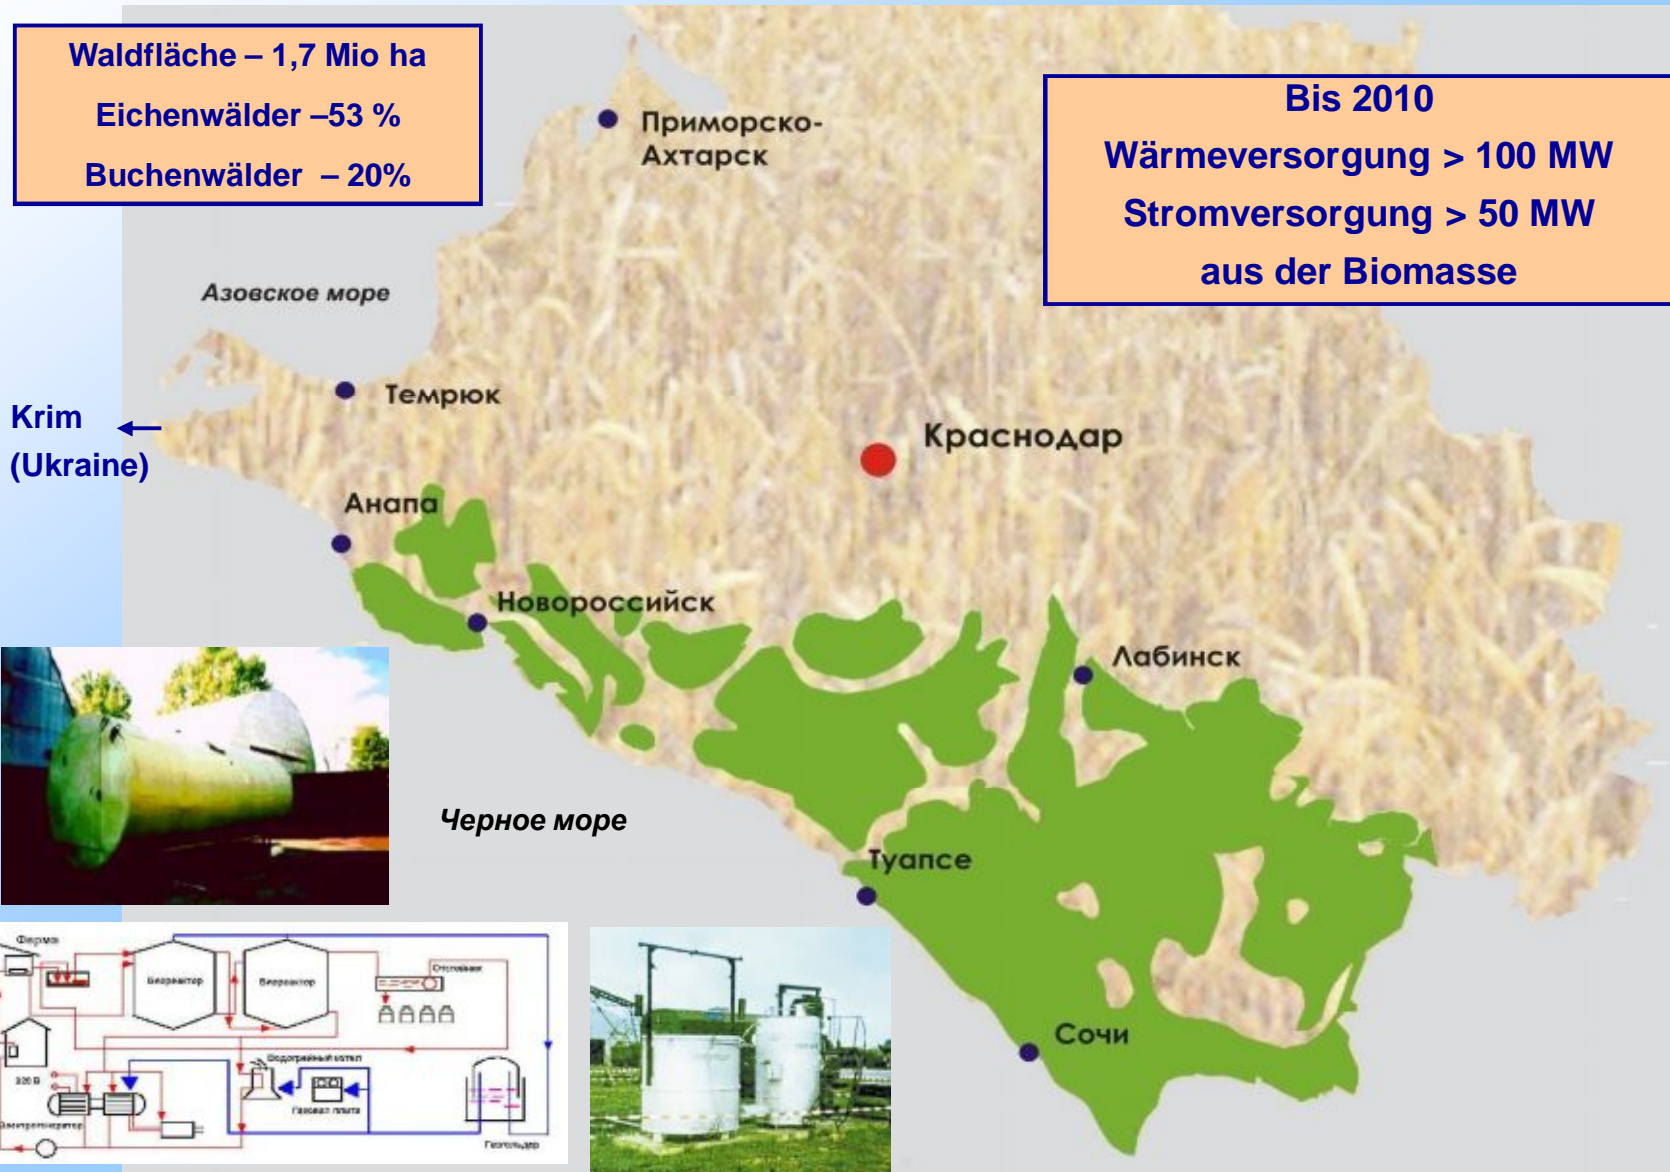 Waldfläche – 1,7 Mio ha
Eichenwälder –53 %
Buchenwälder – 20%
Bis 2010
Wärmeversorgung > 100 MW
Stromversorgung > 50 MW
aus der Biomasse
Приморско-
Ахтарск
Азовское море
Темрюк
Krim
(Ukraine)
Краснодар
Анапа
Новороссийск
Лабинск
Черное море
Туапсе
Сочи
Ферма
Биореактор
Биореактор
Отстойник
Водогрейный котел
Газовая плита
Электрогенератор
Газгольдер